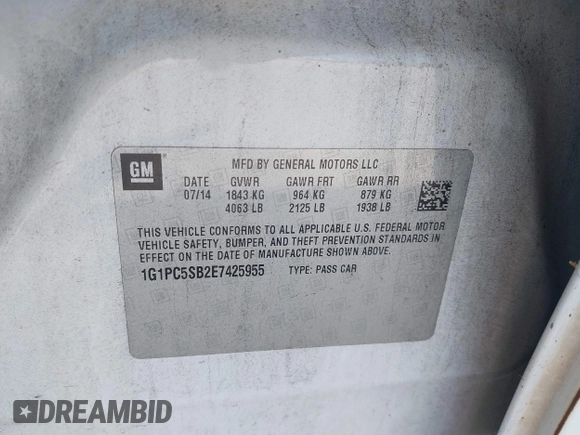 GM
MFD BY GENERAL MOTORS LLC
DATE GVWR GAWR FRT GAWR RR
07/14 1843 KG 964 KG 879 KG
4063 LB 2125 LB 1938 LB
THIS VEHICLE CONFORMS TO ALL APPLICABLE U.S. FEDERAL MOTOR
VEHICLE SAFETY, BUMPER, AND THEFT PREVENTION STANDARDS IN
EFFECT ON THE DATE OF MANUFACTURE SHOWN ABOVE.
1G1PC5SB2E7425955 TYPE: PASS CAR
DREAMBID